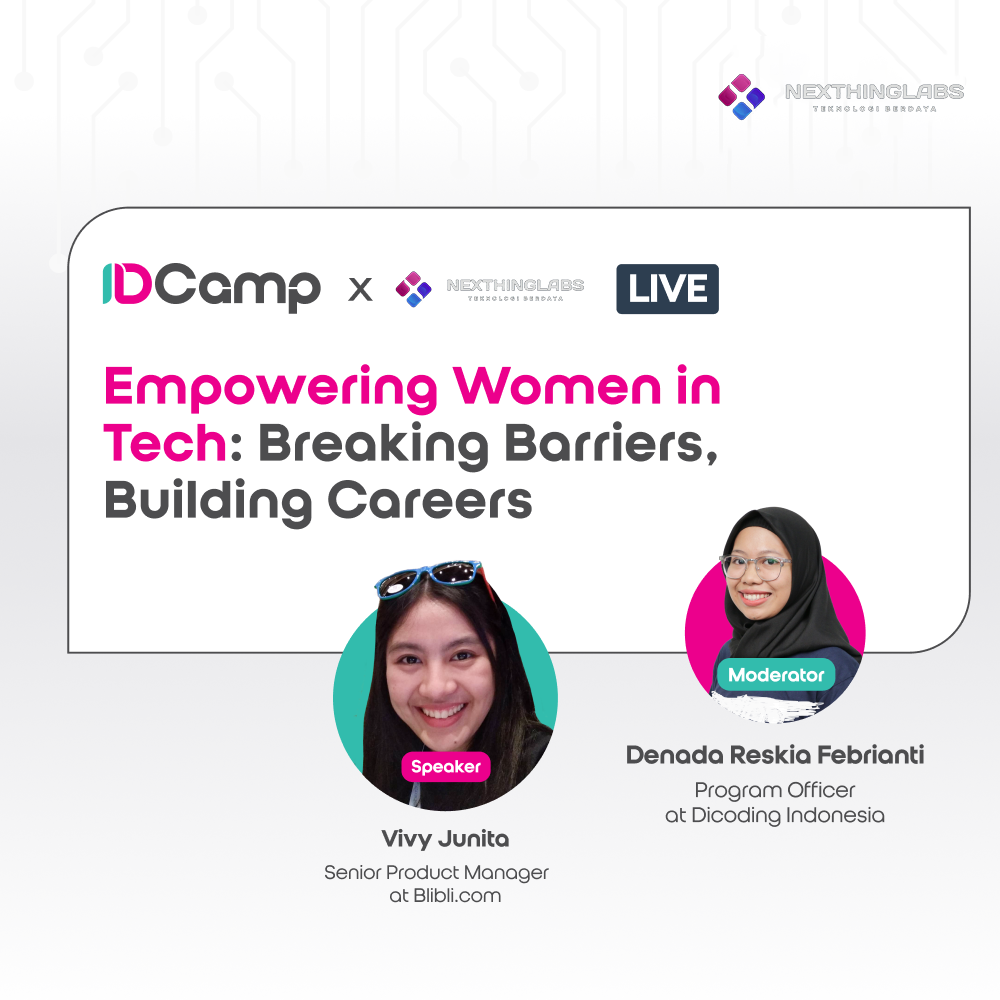 NEXTHINGLABS
TEKNOLOGI BERDAYA
IDCamp x NEXTHINGLABS LIVE
TEKNOLOGI BERDAYA
Empowering Women in
Tech: Breaking Barriers,
Building Careers
Speaker
Vivy Junita
Senior Product Manager
at Blibli.com
Moderator
Denada Reskia Febrianti
Program Officer
at Dicoding Indonesia